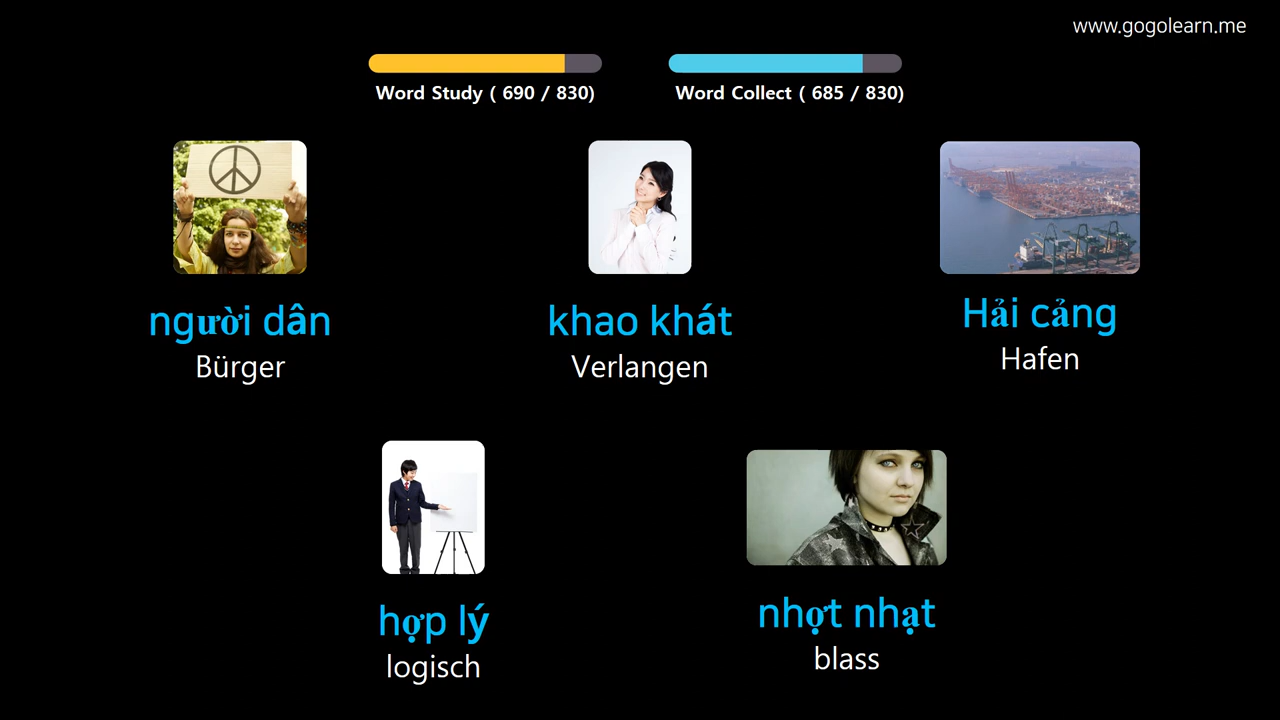 www.gogolearn.me
Word Study ( 690 / 830)
Word Collect ( 685 / 830)
người dân
Bürger
khao khát
Verlangen
Hải cảng
Hafen
hợp lý
logisch
nhợt nhạt
blass